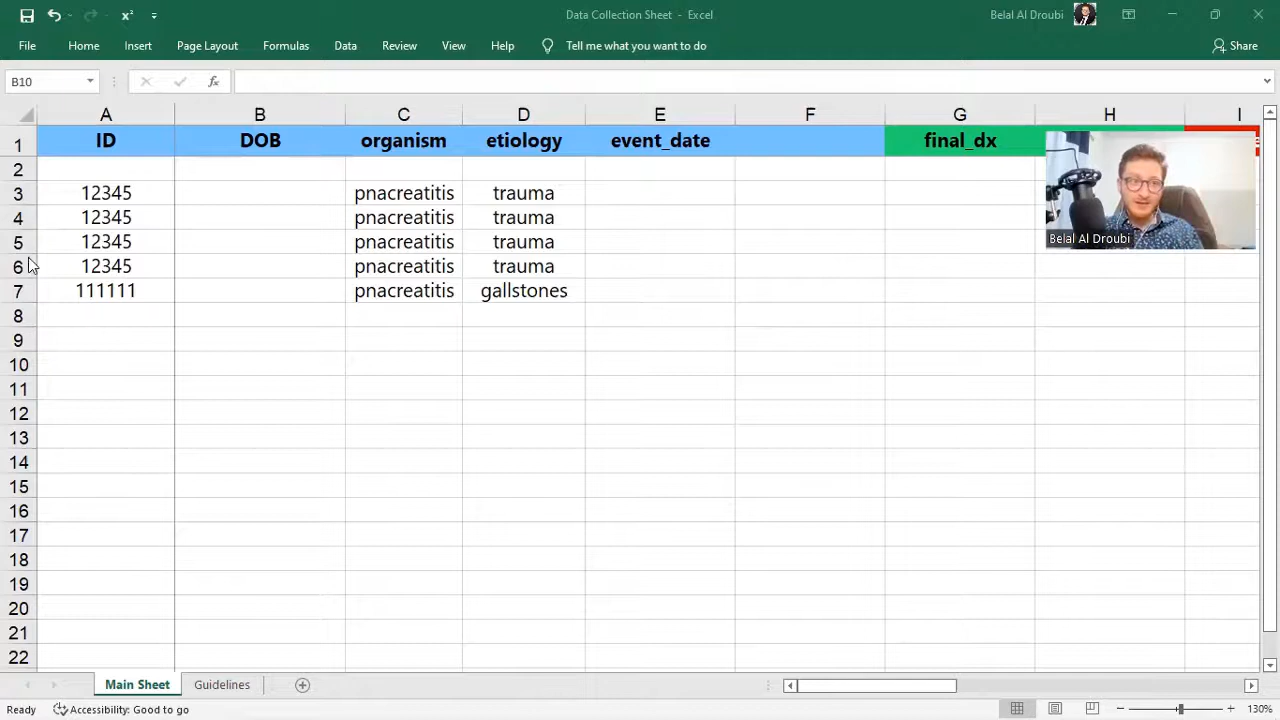 Data Collection Sheet - Excel
Belal Al Droubi
File Home Insert Page Layout Formulas Data Review View Help Tell me what you want to do Share
B10 fx
A B C D E F G H I
1 ID DOB organism etiology event_date final_dx
2
3 12345 pnacreatitis trauma
4 12345 pnacreatitis trauma
5 12345 pnacreatitis trauma
6 12345 pnacreatitis trauma
7 111111 pnacreatitis gallstones
8
9
10
11
12
13
14
15
16
17
18
19
20
21
22
Belal Al Droubi
Main Sheet Guidelines
Ready Accessibility: Good to go 130%